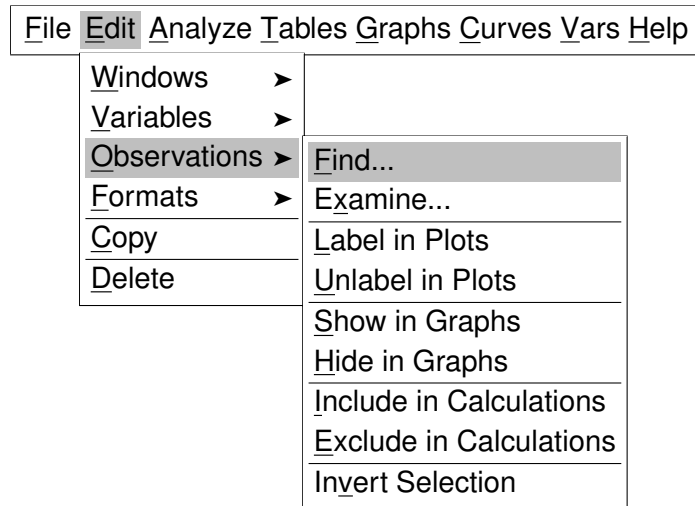 File Edit Analyze Tables Graphs Curves Vars Help
Windows ➤
Variables ➤
Observations ➤
Formats ➤
Copy
Delete
Find...
Examine...
Label in Plots
Unlabel in Plots
Show in Graphs
Hide in Graphs
Include in Calculations
Exclude in Calculations
Invert Selection